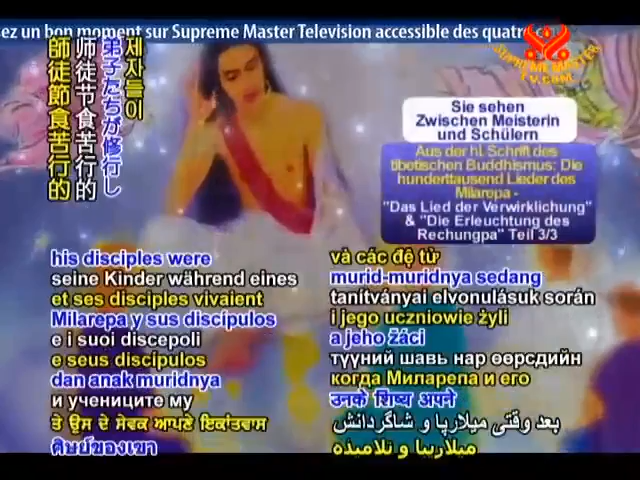 ez un bon moment sur Supreme Master Television accessible des quatre
SUPREME MASTER
TV.com
제자들이
弟子たちが修行し
师徒节食苦行的
師徒節食苦行的
Sie sehen
Zwischen Meisterin
und Schülern
Aus der hl. Schrift des
tibetischen Buddhismus: Die
hunderttausend Lieder des
Milarepa -
"Das Lied der Verwirklichung"
& "Die Erleuchtung des
Rechungpa" Teil 3/3
his disciples were
seine Kinder während eines
et ses disciples vivaient
Milarepa y sus discípulos
e i suoi discepoli
e seus discípulos
dan anak muridnya
и учениците му
ਤੇ ਉਸ ਦੇ ਸੇਵਕ ਆਪਣੇ ਇਕਾਂਤਵਾਸ
ศิษย์ของเขา
và các đệ tử
murid-muridnya sedang
tanítványai elvonulásuk során
i jego uczniowie żyli
a jeho žáci
түүний шавь нар өөрсдийн
когда Миларепа и его
उनके शिष्य अपने
بعد وقتی میلارپا و شاگردانش
ميلاريبا و تلاميذه